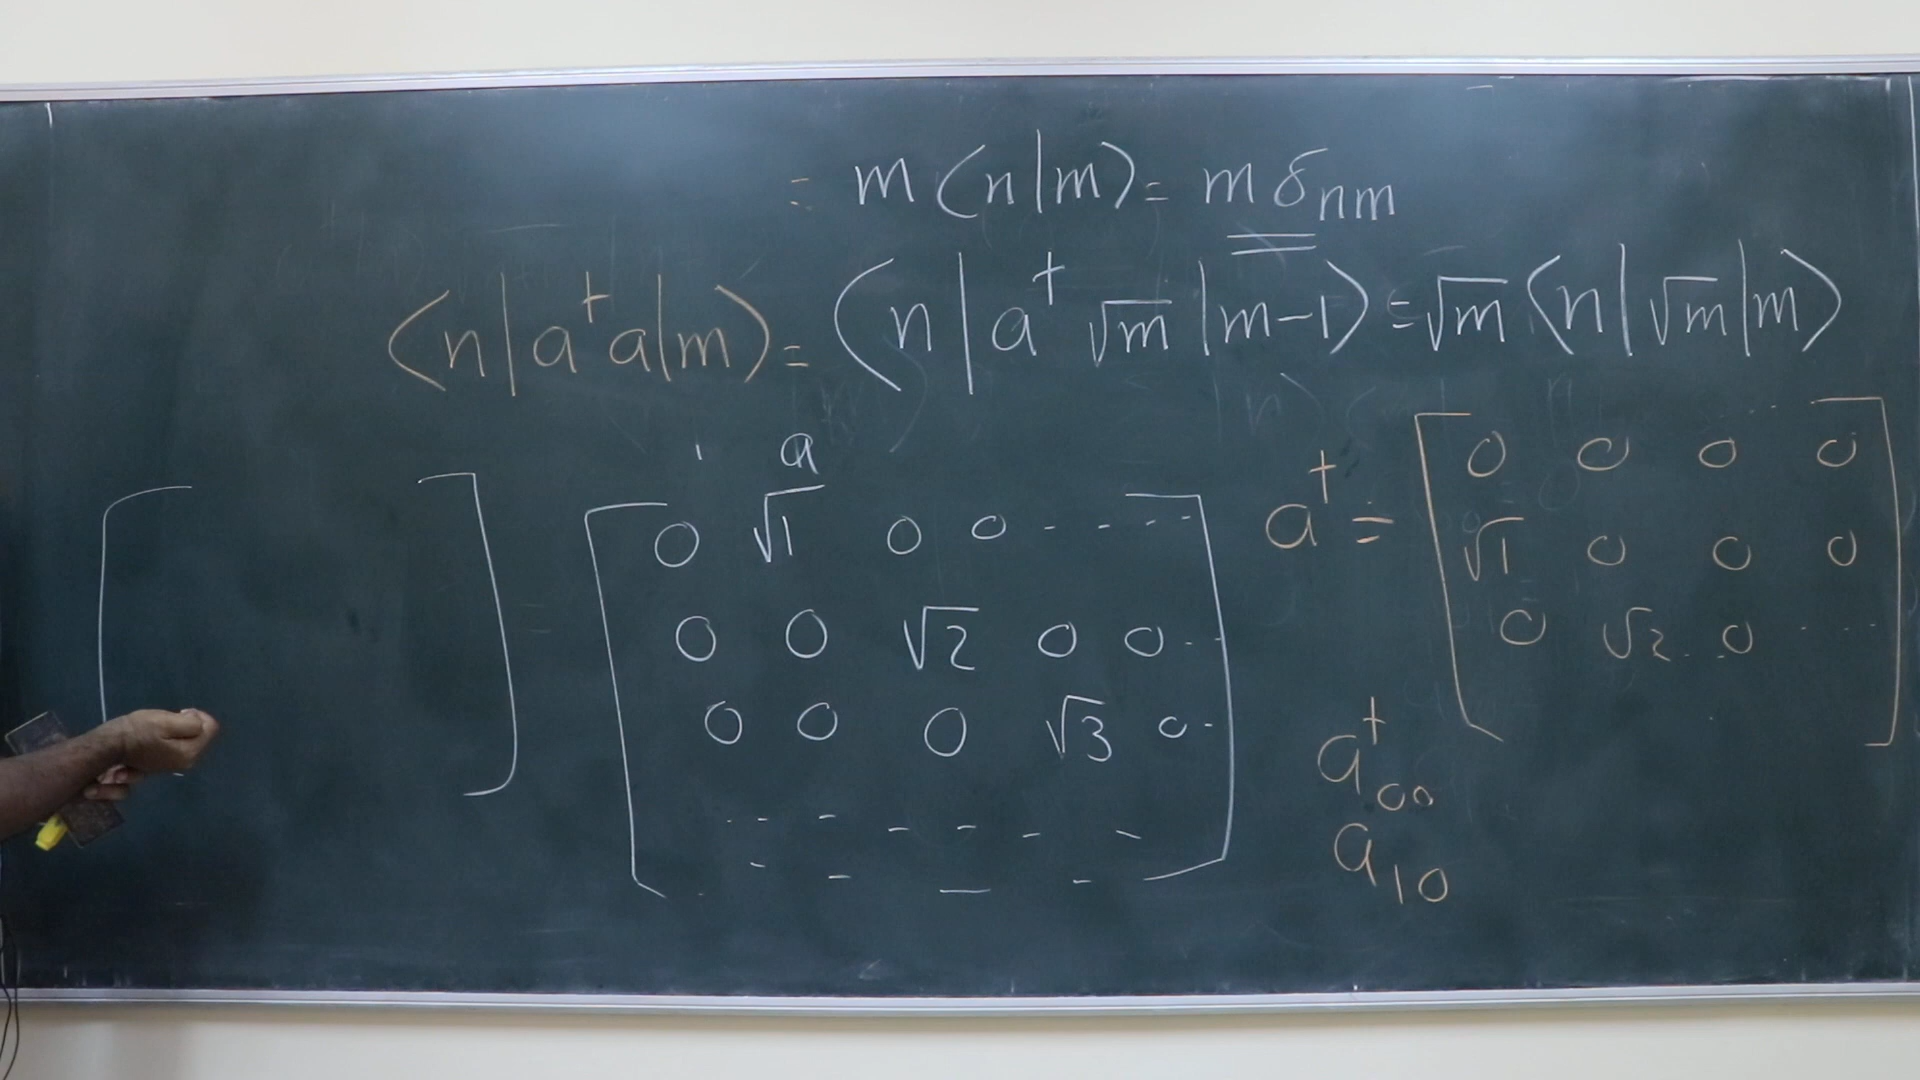 = m⟨n|m⟩ = mδₙₘ
⟨n|a†a|m⟩ = ⟨n|a†√m|m-1⟩ = √m⟨n|√m|m⟩
a
[ ] [ 0 √1 0 0 ----
0 0 √2 0 0 --
0 0 0 √3 0 --
-- - - - - -
- - - - ]
a† = [ 0 0 0 0
√1 0 0 0
0 √2 .. 0 .... ]
a†₀₀
a₁₀